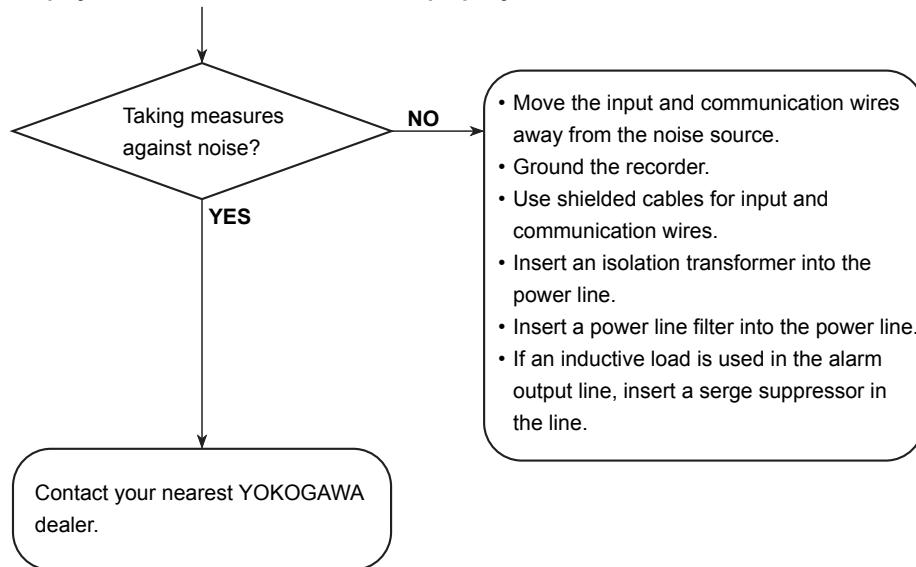 Taking measures
against noise?
NO
YES
• Move the input and communication wires
away from the noise source.
• Ground the recorder.
• Use shielded cables for input and
communication wires.
• Insert an isolation transformer into the
power line.
• Insert a power line filter into the power line.
• If an inductive load is used in the alarm
output line, insert a serge suppressor in
the line.
Contact your nearest YOKOGAWA
dealer.